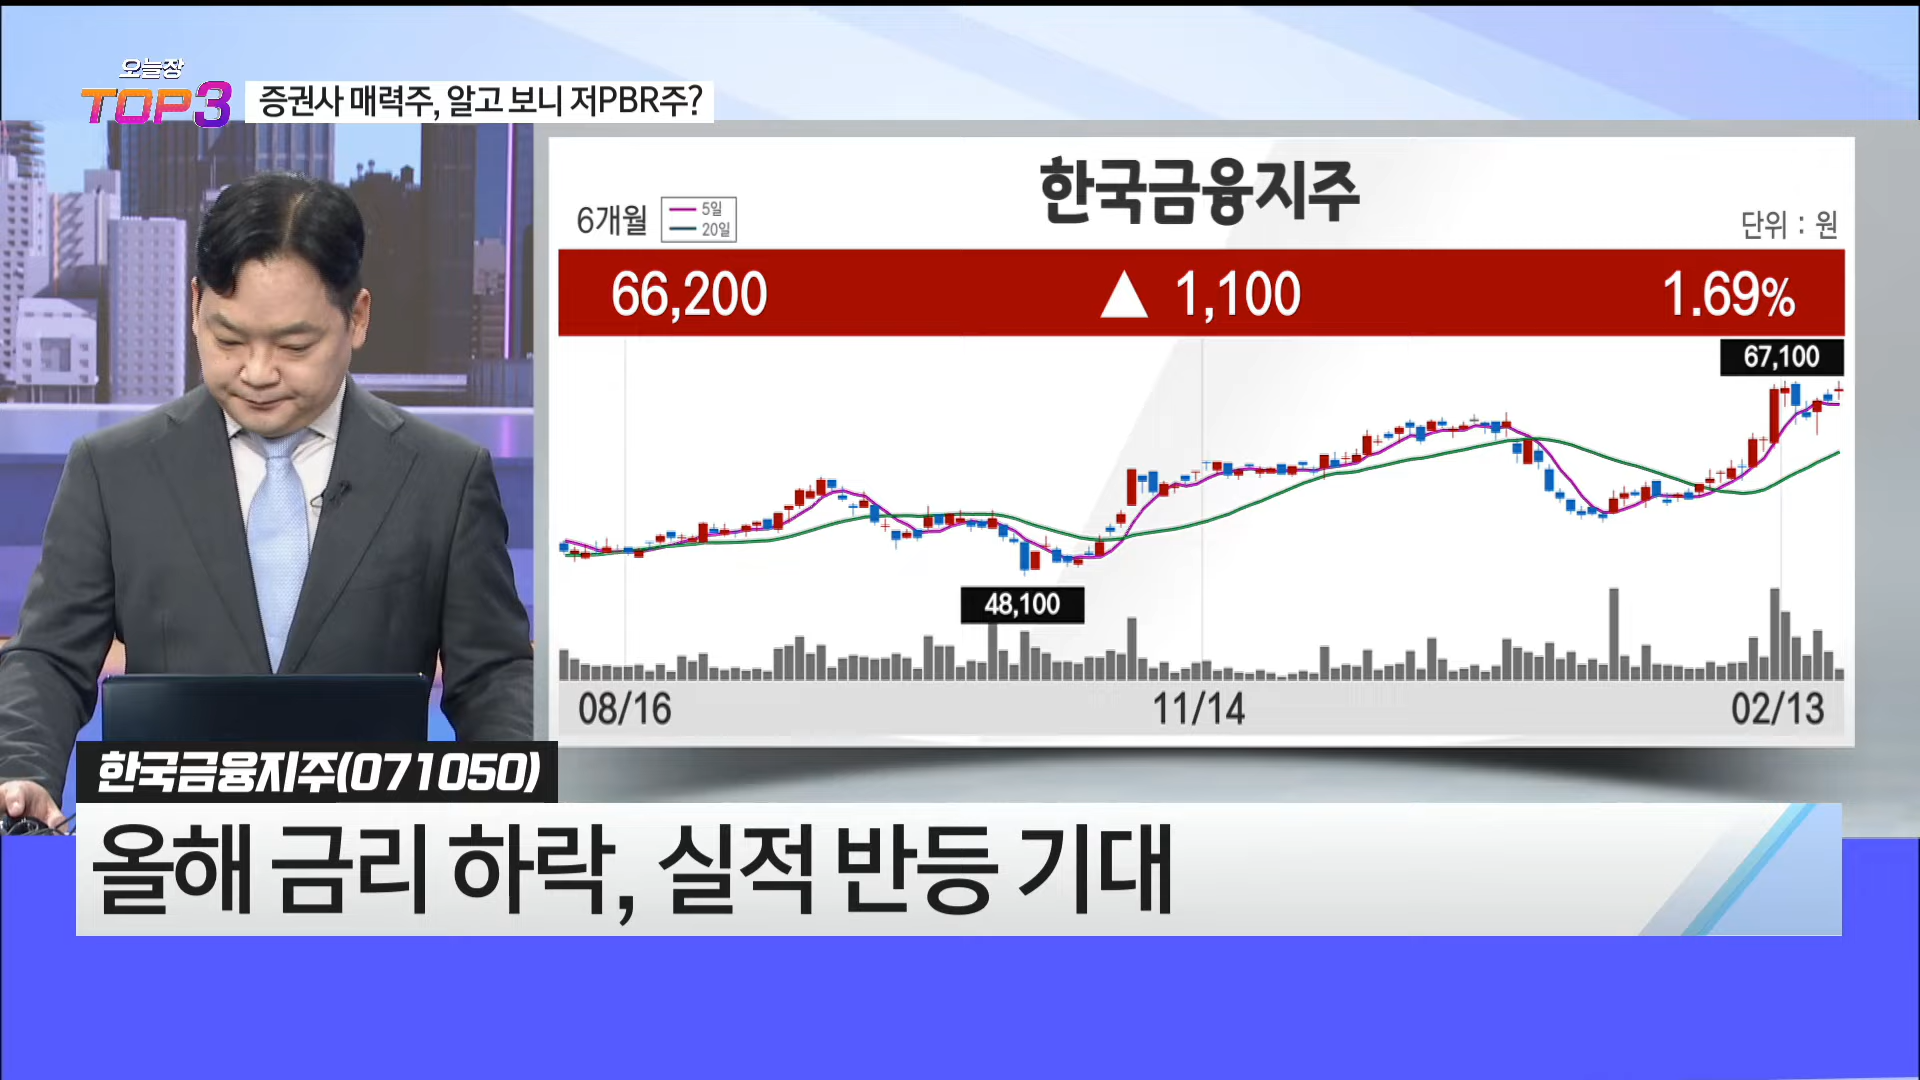 오늘장
TOP3
증권사 매력주, 알고 보니 저PBR주?
한국금융지주
6개월
5일
20일
단위 : 원
66,200 ▲ 1,100 1.69%
67,100
48,100
08/16 11/14 02/13
한국금융지주(071050)
올해 금리 하락, 실적 반등 기대